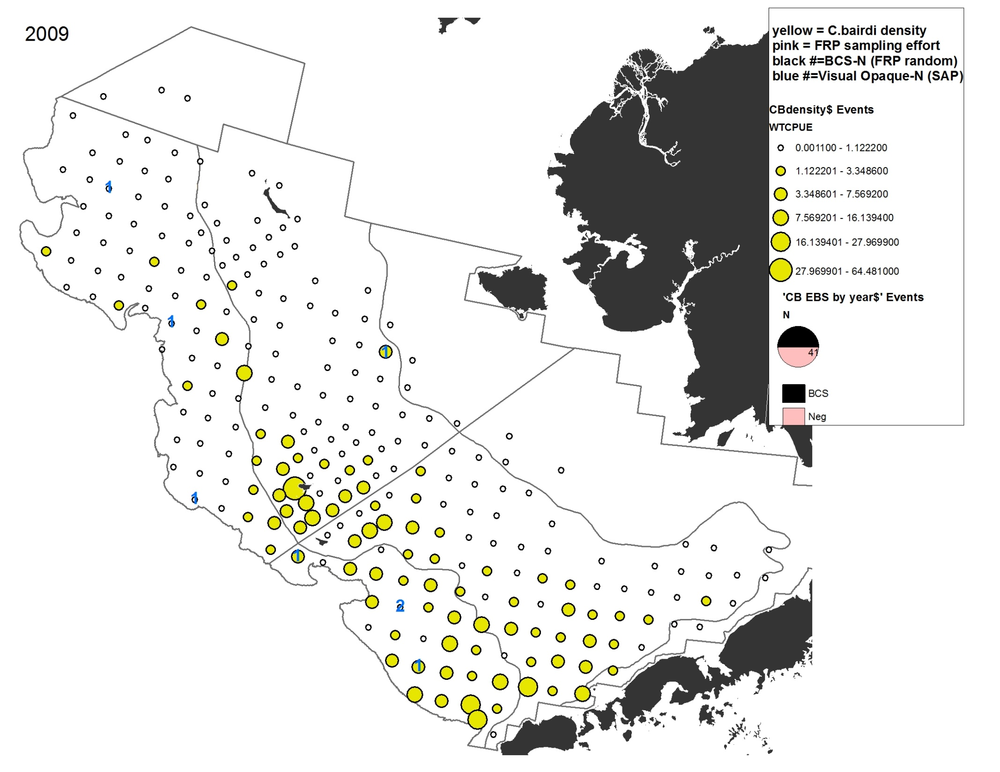 2009
yellow = C.bairdi density
pink = FRP sampling effort
black #=BCS-N (FRP random)
blue #=Visual Opaque-N (SAP)
CBdensity$ Events
WTCPUE
0.001100 - 1.122200
1.122201 - 3.348600
3.348601 - 7.569200
7.569201 - 16.139400
16.139401 - 27.969900
27.969901 - 64.481000
'CB EBS by year$' Events
N
41
BCS
Neg
1
1
1
1
1
2
1